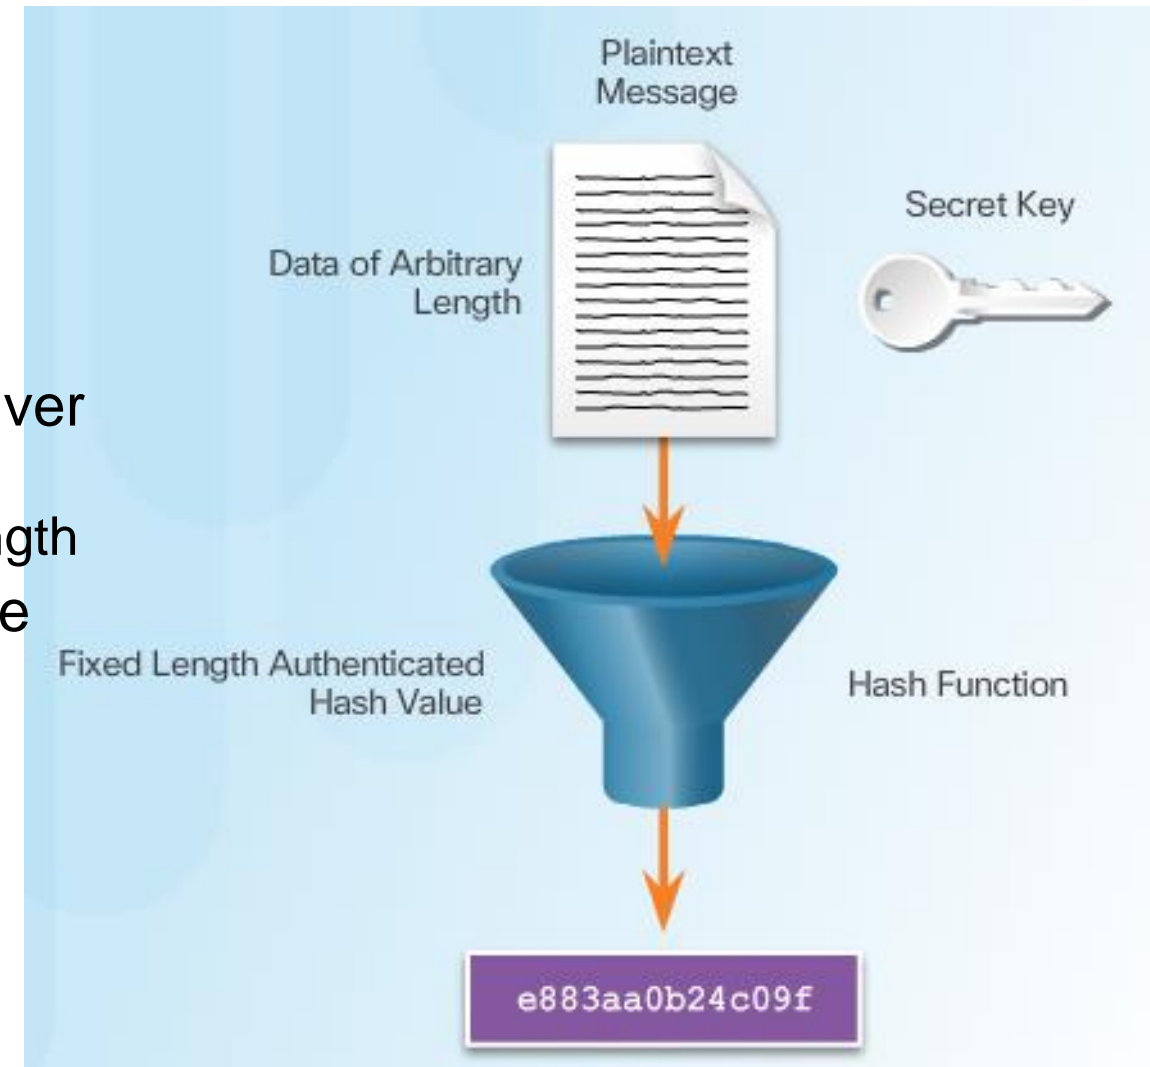 Plaintext
Message
Secret Key
Data of Arbitrary
Length
ver
gth
e
Fixed Length Authenticated
Hash Value
Hash Function
e883aa0b24c09f